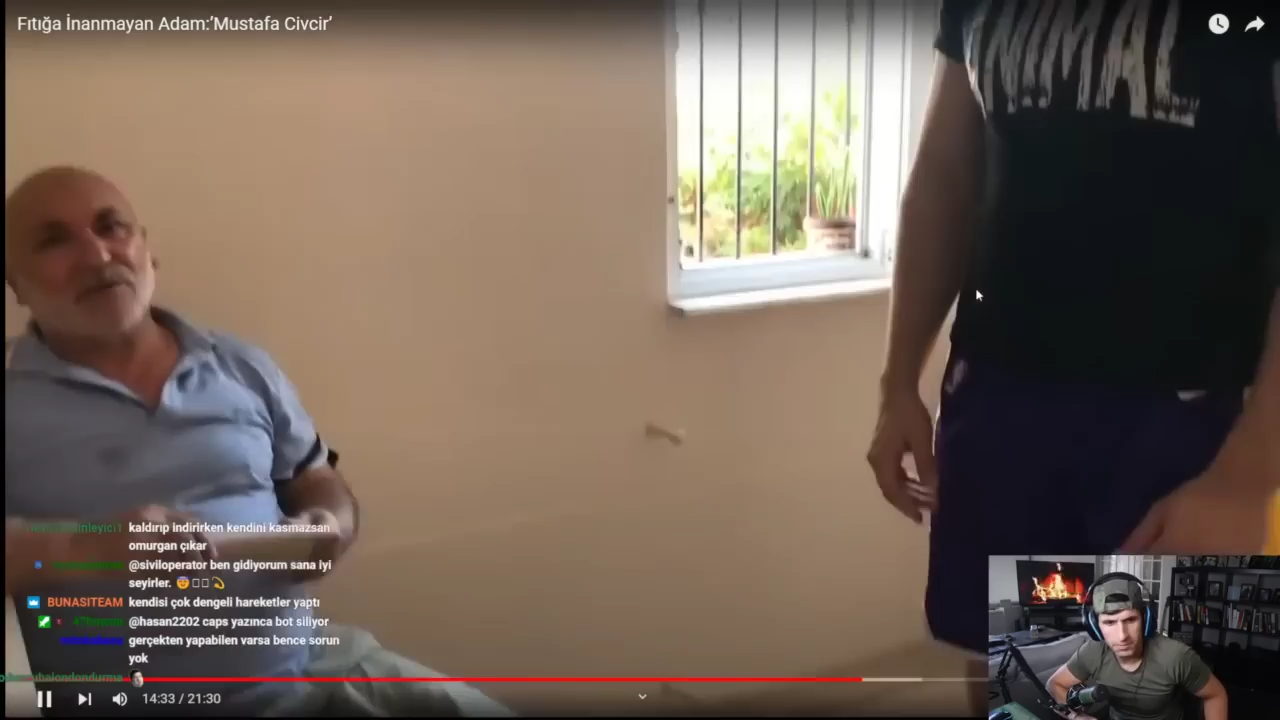 Fıtığa İnanmayan Adam:'Mustafa Civcir'
kaldırıp indirirken kendini kasmazsan
omurgan çıkar
@siviloperator ben gidiyorum sana iyi
seyirler.
BUNASITEAM kendisi çok dengeli hareketler yaptı
@hasan2202 caps yazınca bot siliyor
gerçekten yapabilen varsa bence sorun
yok
14:33 / 21:30